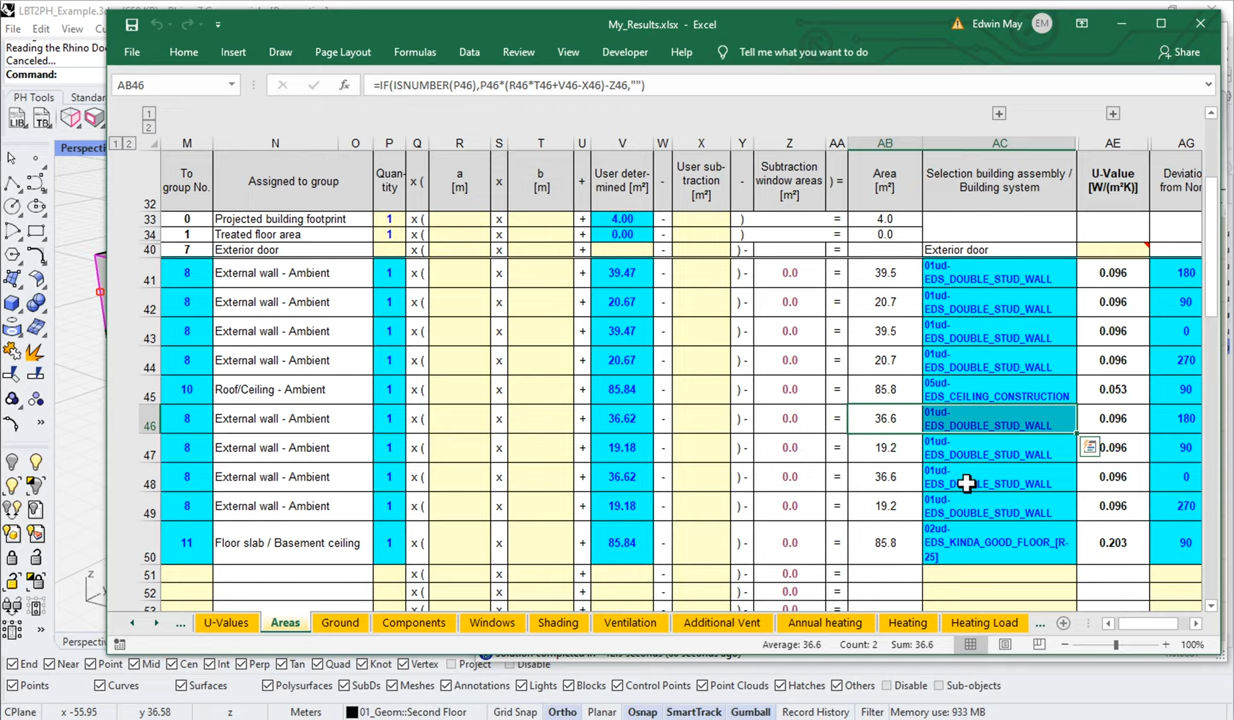 LBT2PH_Example.3
My_Results.xlsx - Excel
Edwin May
EM
File Edit View
File Home Insert Draw Page Layout Formulas Data Review View Developer Help Tell me what you want to do Share
Reading the Rhino Do
Canceled...
Command:
AB46 =IF(ISNUMBER(P46),P46*(R46*T46+V46-X46)-Z46,"")
PH Tools Standar
LIB TB
Perspecti
1
2
1 2 M N O P Q R S T U V W X Y Z AA AB AC AE AG
32 To group No. Assigned to group Quan-tity x ( a [m] x b [m] + User deter-mined [m²] - User sub-traction [m²] - Subtraction window areas [m²] ) = Area [m²] Selection building assembly / Building system U-Value [W/(m²K)] Deviatio from Nor
33 0 Projected building footprint 1 x ( x + 4.00 - ) = 4.0
34 1 Treated floor area 1 x ( x + 0.00 - ) = 0.0
40 7 Exterior door x ( x + - ) - = Exterior door
41 8 External wall - Ambient 1 x ( x + 39.47 - ) - 0.0 = 39.5 01ud-EDS_DOUBLE_STUD_WALL 0.096 180
42 8 External wall - Ambient 1 x ( x + 20.67 - ) - 0.0 = 20.7 01ud-EDS_DOUBLE_STUD_WALL 0.096 90
43 8 External wall - Ambient 1 x ( x + 39.47 - ) - 0.0 = 39.5 01ud-EDS_DOUBLE_STUD_WALL 0.096 0
44 8 External wall - Ambient 1 x ( x + 20.67 - ) - 0.0 = 20.7 01ud-EDS_DOUBLE_STUD_WALL 0.096 270
45 10 Roof/Ceiling - Ambient 1 x ( x + 85.84 - ) - 0.0 = 85.8 05ud-EDS_CEILING_CONSTRUCTION 0.053 90
46 8 External wall - Ambient 1 x ( x + 36.62 - ) - 0.0 = 36.6 01ud-EDS_DOUBLE_STUD_WALL 0.096 180
47 8 External wall - Ambient 1 x ( x + 19.18 - ) - 0.0 = 19.2 01ud-EDS_DOUBLE_STUD_WALL 0.096 90
48 8 External wall - Ambient 1 x ( x + 36.62 - ) - 0.0 = 36.6 01ud-EDS_DOUBLE_STUD_WALL 0.096 0
49 8 External wall - Ambient 1 x ( x + 19.18 - ) - 0.0 = 19.2 01ud-EDS_DOUBLE_STUD_WALL 0.096 270
50 11 Floor slab / Basement ceiling 1 x ( x + 85.84 - ) - 0.0 = 85.8 02ud-EDS_KINDA_GOOD_FLOOR_[R-25] 0.203 90
51 x ( x + - ) - 0.0 =
52 x ( x + - ) - 0.0 =
z
x
... U-Values Areas Ground Components Windows Shading Ventilation Additional Vent Annual heating Heating Heating Load ...
Perspecti
Average: 36.6 Count: 2 Sum: 36.6 100%
End Near Point Mid Cen Int Perp Tan Quad Knot Vertex Project Disable
Points Curves Surfaces Polysurfaces SubDs Meshes Annotations Lights Blocks Control Points Point Clouds Hatches Others Disable Sub-objects
CPlane x -55.95 y 36.58 z Meters 01_Geom::Second Floor Grid Snap Ortho Planar Osnap SmartTrack Gumball Record History Filter Memory use: 933 MB